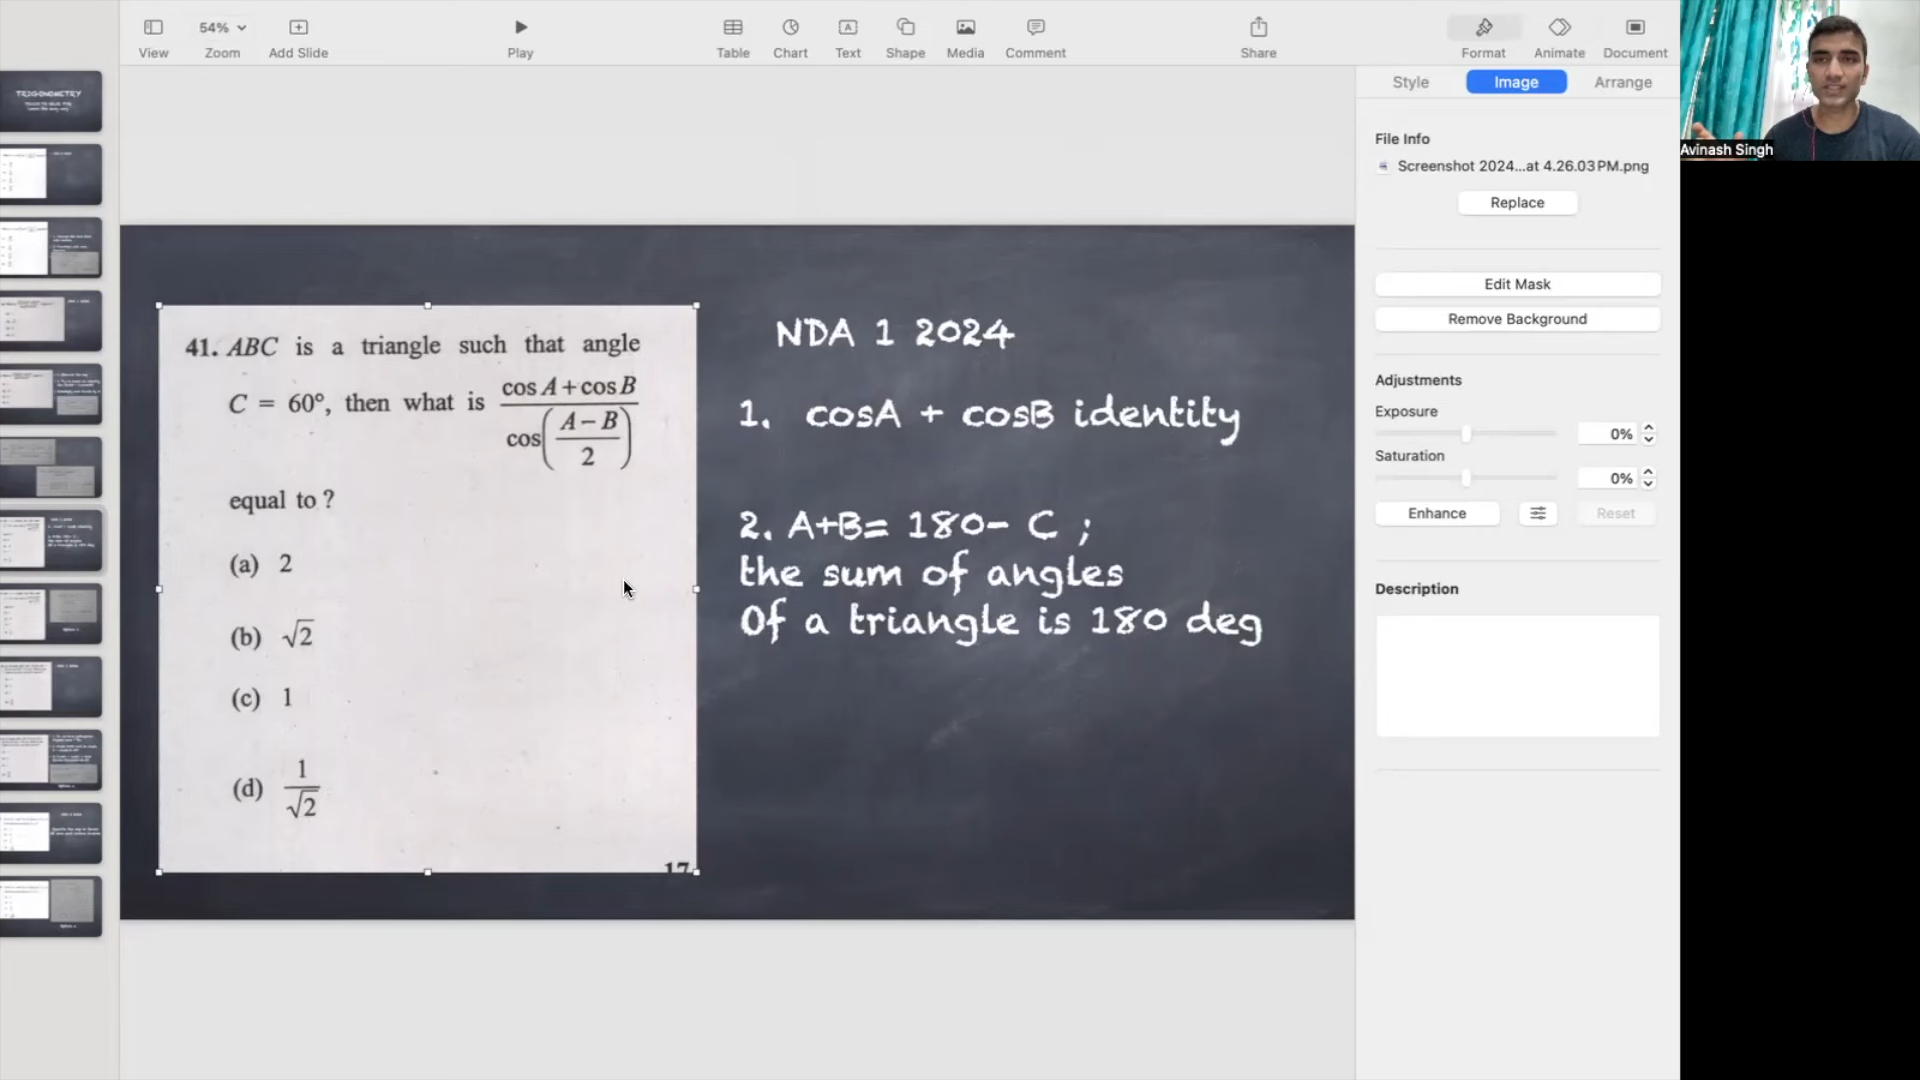 View
54%
Zoom
Add Slide
Play
Table
Chart
Text
Shape
Media
Comment
Share
Format
Animate
Document
Style
Image
Arrange
File Info
Screenshot 2024...at 4.26.03 PM.png
Replace
Edit Mask
Remove Background
Adjustments
Exposure
0%
Saturation
0%
Enhance
Reset
Description
Avinash Singh
TRIGONOMETRY
41. ABC is a triangle such that angle
C = 60°, then what is (cos A + cos B) / cos((A − B)/2)
equal to ?
(a) 2
(b) √2
(c) 1
(d) 1/√2
17
NDA 1 2024
1. cosA + cosB identity
2. A+B= 180- C ;
the sum of angles
Of a triangle is 180 deg